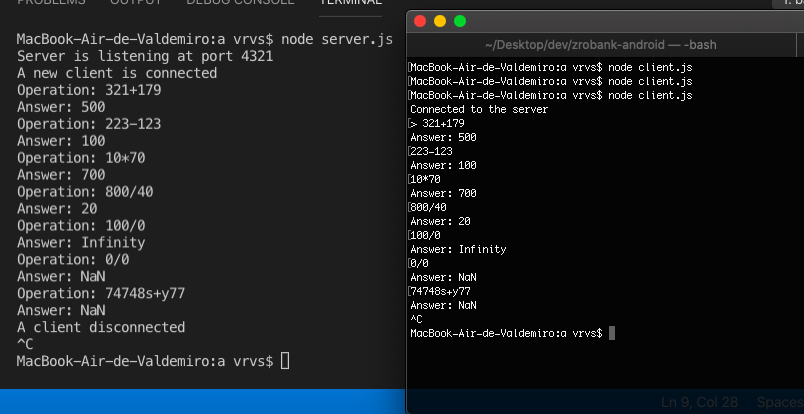 PROBLEMS OUTPUT DEBUG CONSOLE TERMINAL
MacBook-Air-de-Valdemiro:a vrvs$ node server.js
Server is listening at port 4321
A new client is connected
Operation: 321+179
Answer: 500
Operation: 223-123
Answer: 100
Operation: 10*70
Answer: 700
Operation: 800/40
Answer: 20
Operation: 100/0
Answer: Infinity
Operation: 0/0
Answer: NaN
Operation: 74748s+y77
Answer: NaN
A client disconnected
^C
MacBook-Air-de-Valdemiro:a vrvs$
~/Desktop/dev/zrobank-android — -bash
[MacBook-Air-de-Valdemiro:a vrvs$ node client.js
[MacBook-Air-de-Valdemiro:a vrvs$ node client.js
[MacBook-Air-de-Valdemiro:a vrvs$ node client.js
Connected to the server
[> 321+179
Answer: 500
[223-123
Answer: 100
[10*70
Answer: 700
[800/40
Answer: 20
[100/0
Answer: Infinity
[0/0
Answer: NaN
[74748s+y77
Answer: NaN
^C
MacBook-Air-de-Valdemiro:a vrvs$
Ln 9, Col 28 Spaces